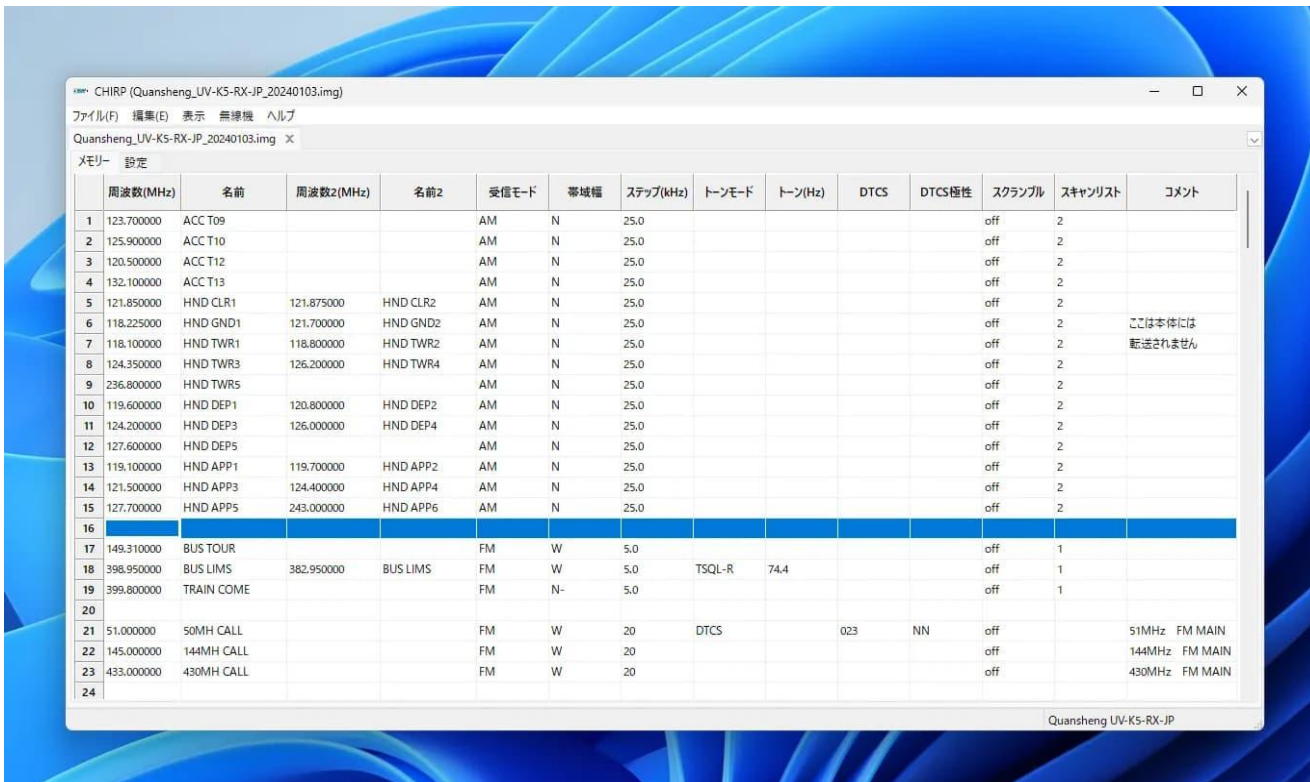 CHIRP (Quansheng_UV-K5-RX-JP_20240103.img)
ファイル(F) 編集(E) 表示 無線機 ヘルプ
Quansheng_UV-K5-RX-JP_20240103.img
メモリー 設定
周波数(MHz) 名前 周波数2(MHz) 名前2 受信モード 帯域幅 ステップ(kHz) トーンモード トーン(Hz) DTCS DTCS極性 スクランブル スキャンリスト コメント
1 123.700000 ACC T09 AM N 25.0 off 2
2 125.900000 ACC T10 AM N 25.0 off 2
3 120.500000 ACC T12 AM N 25.0 off 2
4 132.100000 ACC T13 AM N 25.0 off 2
5 121.850000 HND CLR1 121.875000 HND CLR2 AM N 25.0 off 2
6 118.225000 HND GND1 121.700000 HND GND2 AM N 25.0 off 2 ここは本体には
7 118.100000 HND TWR1 118.800000 HND TWR2 AM N 25.0 off 2 転送されません
8 124.350000 HND TWR3 126.200000 HND TWR4 AM N 25.0 off 2
9 236.800000 HND TWR5 AM N 25.0 off 2
10 119.600000 HND DEP1 120.800000 HND DEP2 AM N 25.0 off 2
11 124.200000 HND DEP3 126.000000 HND DEP4 AM N 25.0 off 2
12 127.600000 HND DEP5 AM N 25.0 off 2
13 119.100000 HND APP1 119.700000 HND APP2 AM N 25.0 off 2
14 121.500000 HND APP3 124.400000 HND APP4 AM N 25.0 off 2
15 127.700000 HND APP5 243.000000 HND APP6 AM N 25.0 off 2
16
17 149.310000 BUS TOUR FM W 5.0 off 1
18 398.950000 BUS LIMS 382.950000 BUS LIMS FM W 5.0 TSQL-R 74.4 off 1
19 399.800000 TRAIN COME FM N- 5.0 off 1
20
21 51.000000 50MH CALL FM W 20 DTCS 023 NN off 51MHz FM MAIN
22 145.000000 144MH CALL FM W 20 off 144MHz FM MAIN
23 433.000000 430MH CALL FM W 20 off 430MHz FM MAIN
24
Quansheng UV-K5-RX-JP